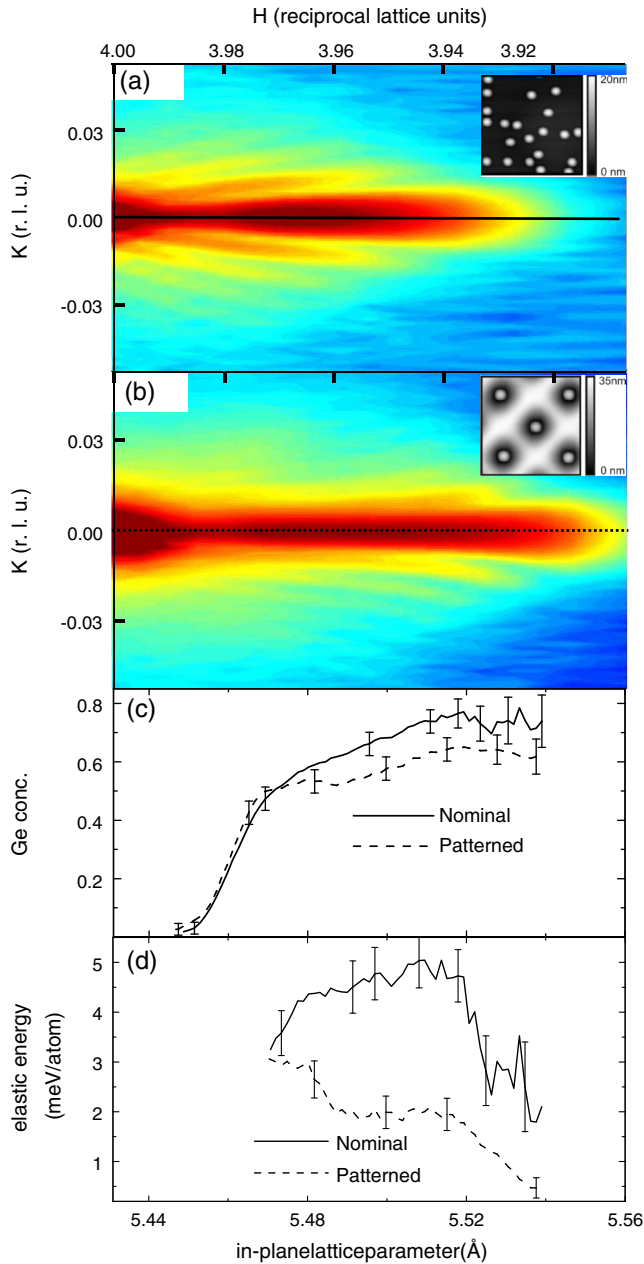 H (reciprocal lattice units)
4.00 3.98 3.96 3.94 3.92
(a)
20nm
0 nm
0.03
0.00
-0.03
K (r. l. u.)
(b)
35nm
0 nm
0.03
0.00
-0.03
K (r. l. u.)
(c)
0.8
0.6
0.4
0.2
Ge conc.
Nominal
Patterned
(d)
5
4
3
2
1
elastic energy
(meV/atom)
Nominal
Patterned
5.44 5.48 5.52 5.56
in-planelatticeparameter(Å)